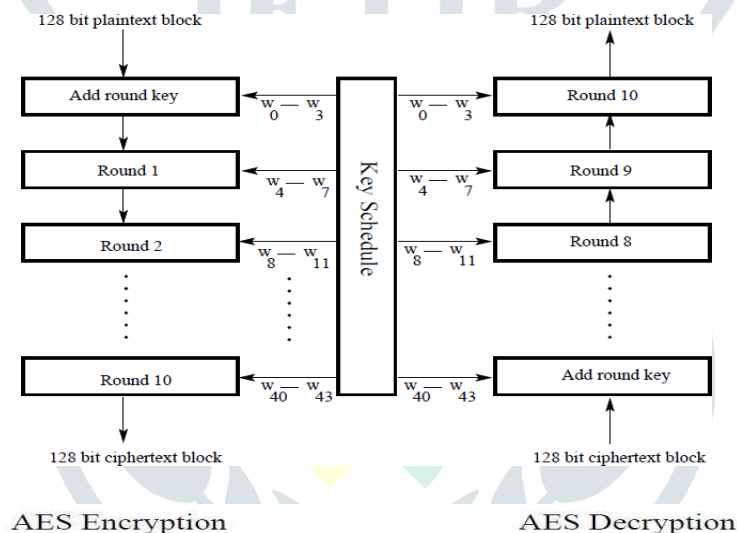 128 bit plaintext block
128 bit plaintext block
Add round key
w0 — w3
w0 — w3
Round 10
Round 1
w4 — w7
w4 — w7
Round 9
Key Schedule
Round 2
w8 — w11
w8 — w11
Round 8
Round 10
w40 — w43
w40 — w43
Add round key
128 bit ciphertext block
128 bit ciphertext block
AES Encryption
AES Decryption